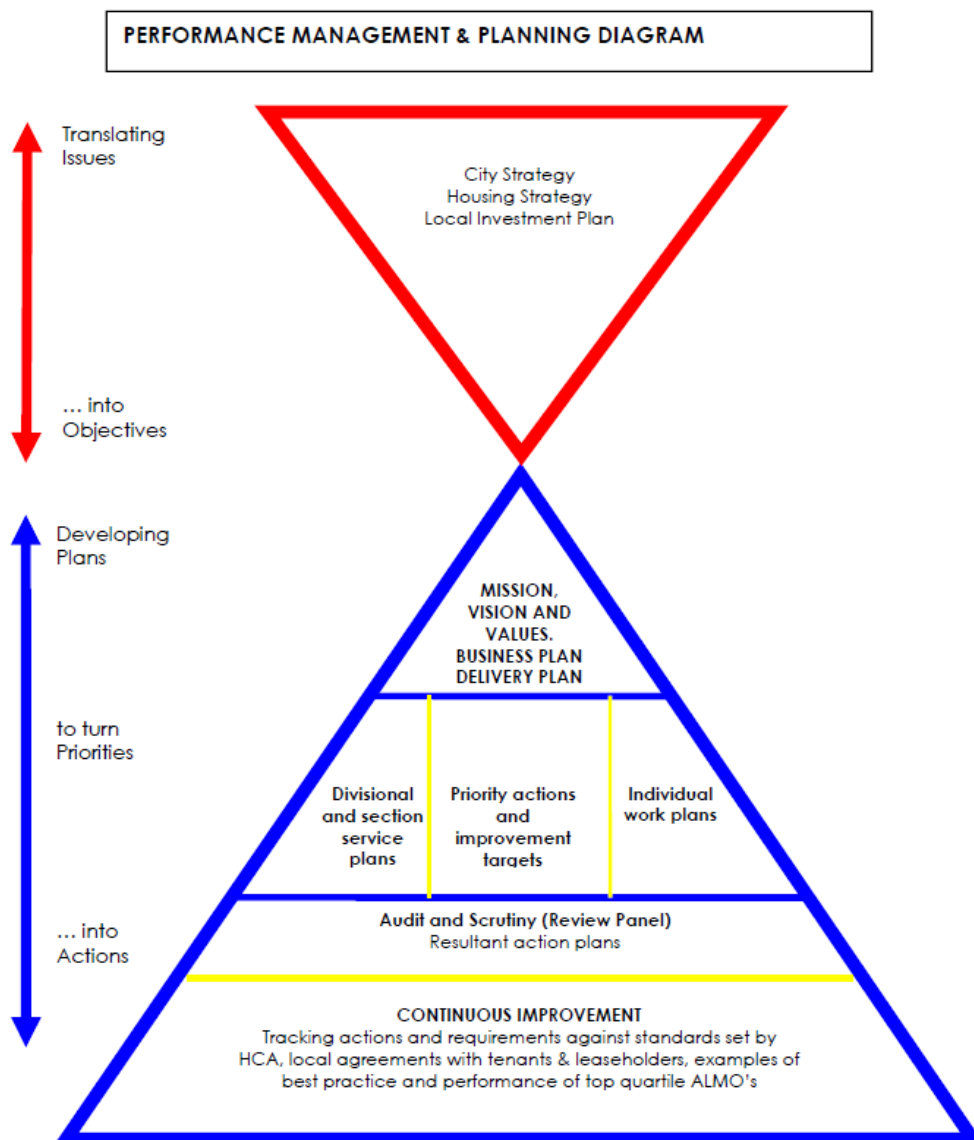 PERFORMANCE MANAGEMENT & PLANNING DIAGRAM
Translating
Issues
City Strategy
Housing Strategy
Local Investment Plan
... into
Objectives
Developing
Plans
MISSION,
VISION AND
VALUES.
BUSINESS PLAN
DELIVERY PLAN
to turn
Priorities
Divisional
and section
service
plans
Priority actions
and
improvement
targets
Individual
work plans
... into
Actions
Audit and Scrutiny (Review Panel)
Resultant action plans
CONTINUOUS IMPROVEMENT
Tracking actions and requirements against standards set by
HCA, local agreements with tenants & leaseholders, examples of
best practice and performance of top quartile ALMO's